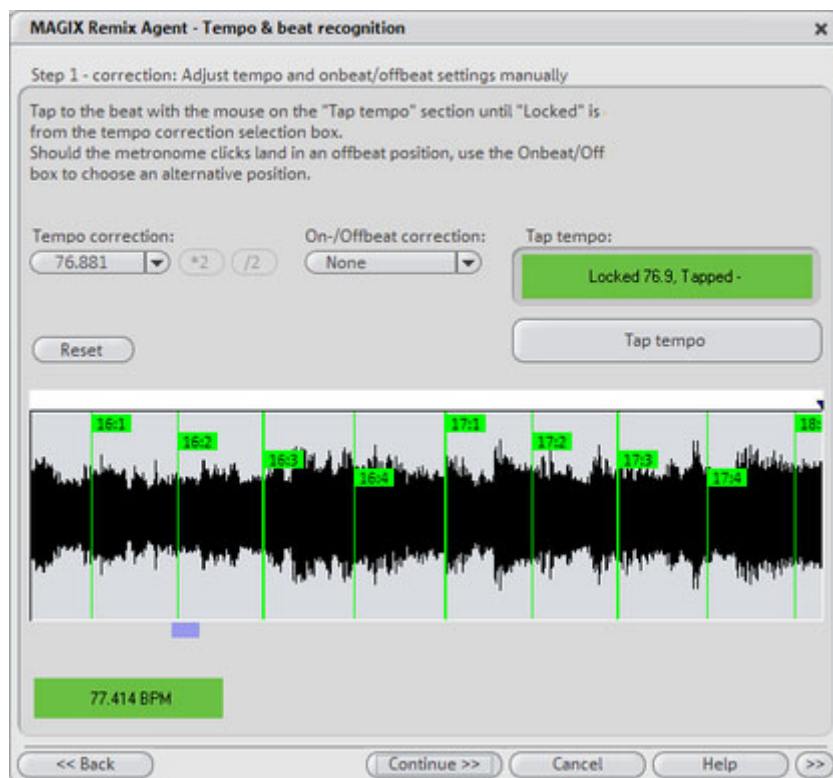 MAGIX Remix Agent - Tempo & beat recognition
Step 1 - correction: Adjust tempo and onbeat/offbeat settings manually
Tap to the beat with the mouse on the "Tap tempo" section until "Locked" is
from the tempo correction selection box.
Should the metronome clicks land in an offbeat position, use the Onbeat/Off
box to choose an alternative position.
Tempo correction: On-/Offbeat correction: Tap tempo:
76.881 *2 /2 None Locked 76.9, Tapped -
Reset Tap tempo
16:1 17:1 18:
16:2 17:2
16:3 17:3
16:4 17:4
77.414 BPM
<< Back Continue >> Cancel Help >>